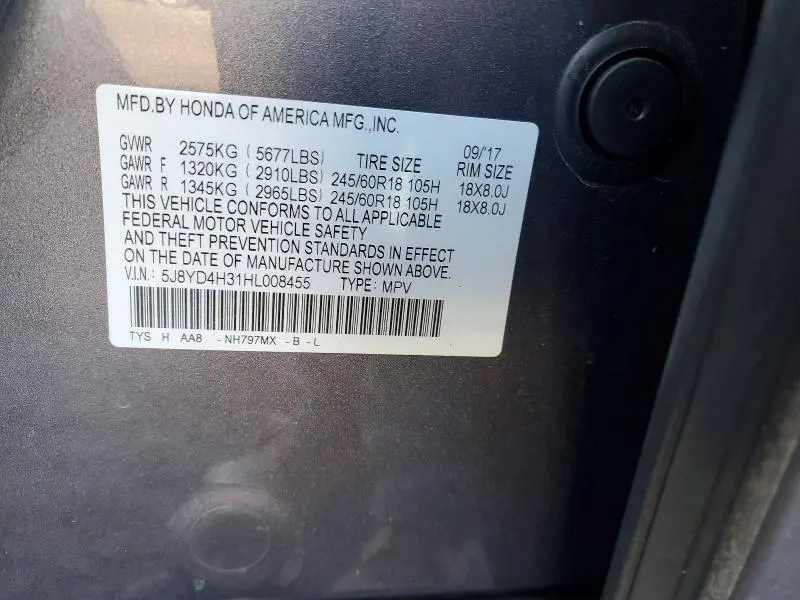 MFD.BY HONDA OF AMERICA MFG.,INC.
09/'17
GVWR 2575KG ( 5677LBS) TIRE SIZE RIM SIZE
GAWR F 1320KG ( 2910LBS) 245/60R18 105H 18X8.0J
GAWR R 1345KG ( 2965LBS) 245/60R18 105H 18X8.0J
THIS VEHICLE CONFORMS TO ALL APPLICABLE
FEDERAL MOTOR VEHICLE SAFETY
AND THEFT PREVENTION STANDARDS IN EFFECT
ON THE DATE OF MANUFACTURE SHOWN ABOVE.
V.I.N.: 5J8YD4H31HL008455 TYPE: MPV
TYS H AA8 - NH797MX - B - L